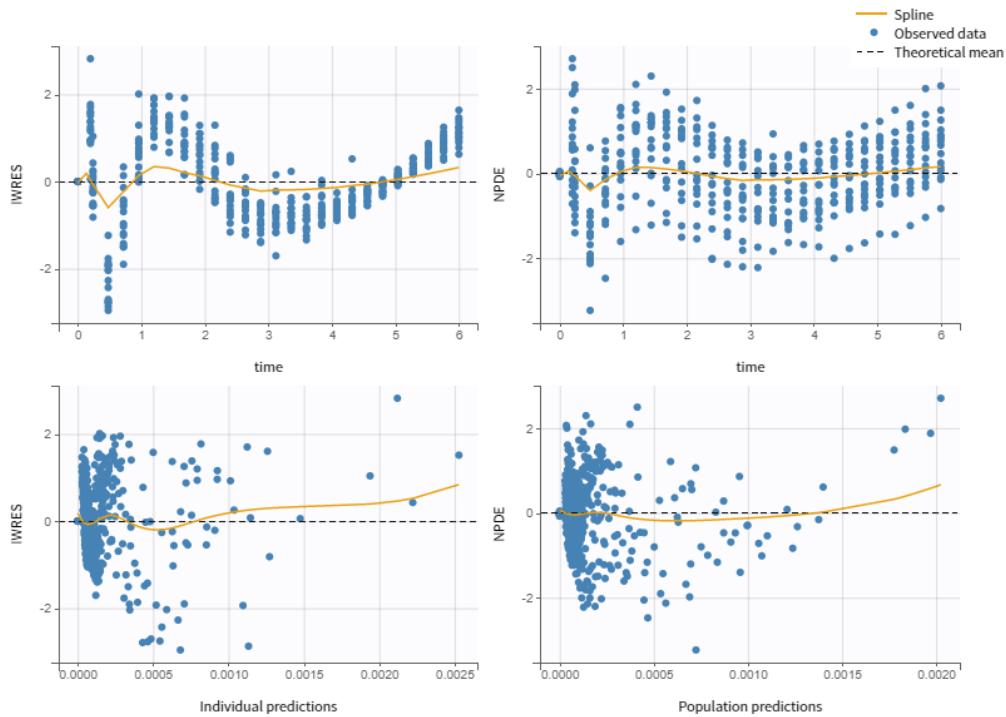 Spline
Observed data
Theoretical mean
2
0
-2
IWRES
0 1 2 3 4 5 6
time
2
0
-2
NPDE
0 1 2 3 4 5 6
time
2
0
-2
IWRES
0.0000 0.0005 0.0010 0.0015 0.0020 0.0025
Individual predictions
2
0
-2
NPDE
0.0000 0.0005 0.0010 0.0015 0.0020
Population predictions